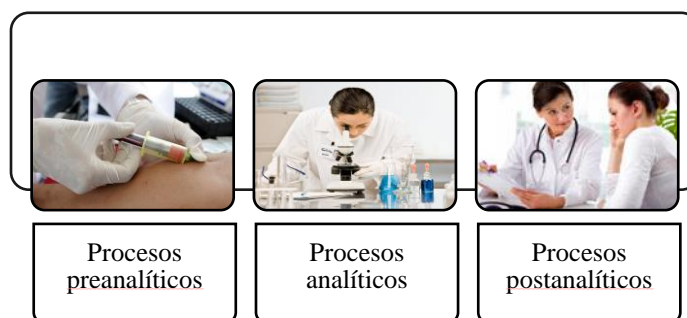 Procesos
preanalíticos
Procesos
analíticos
Procesos
postanalíticos